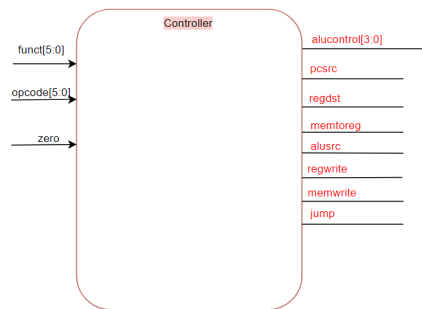 Controller
funct[5:0]
opcode[5:0]
zero
alucontrol[3:0]
pcsrc
regdst
memtoreg
alusrc
regwrite
memwrite
jump